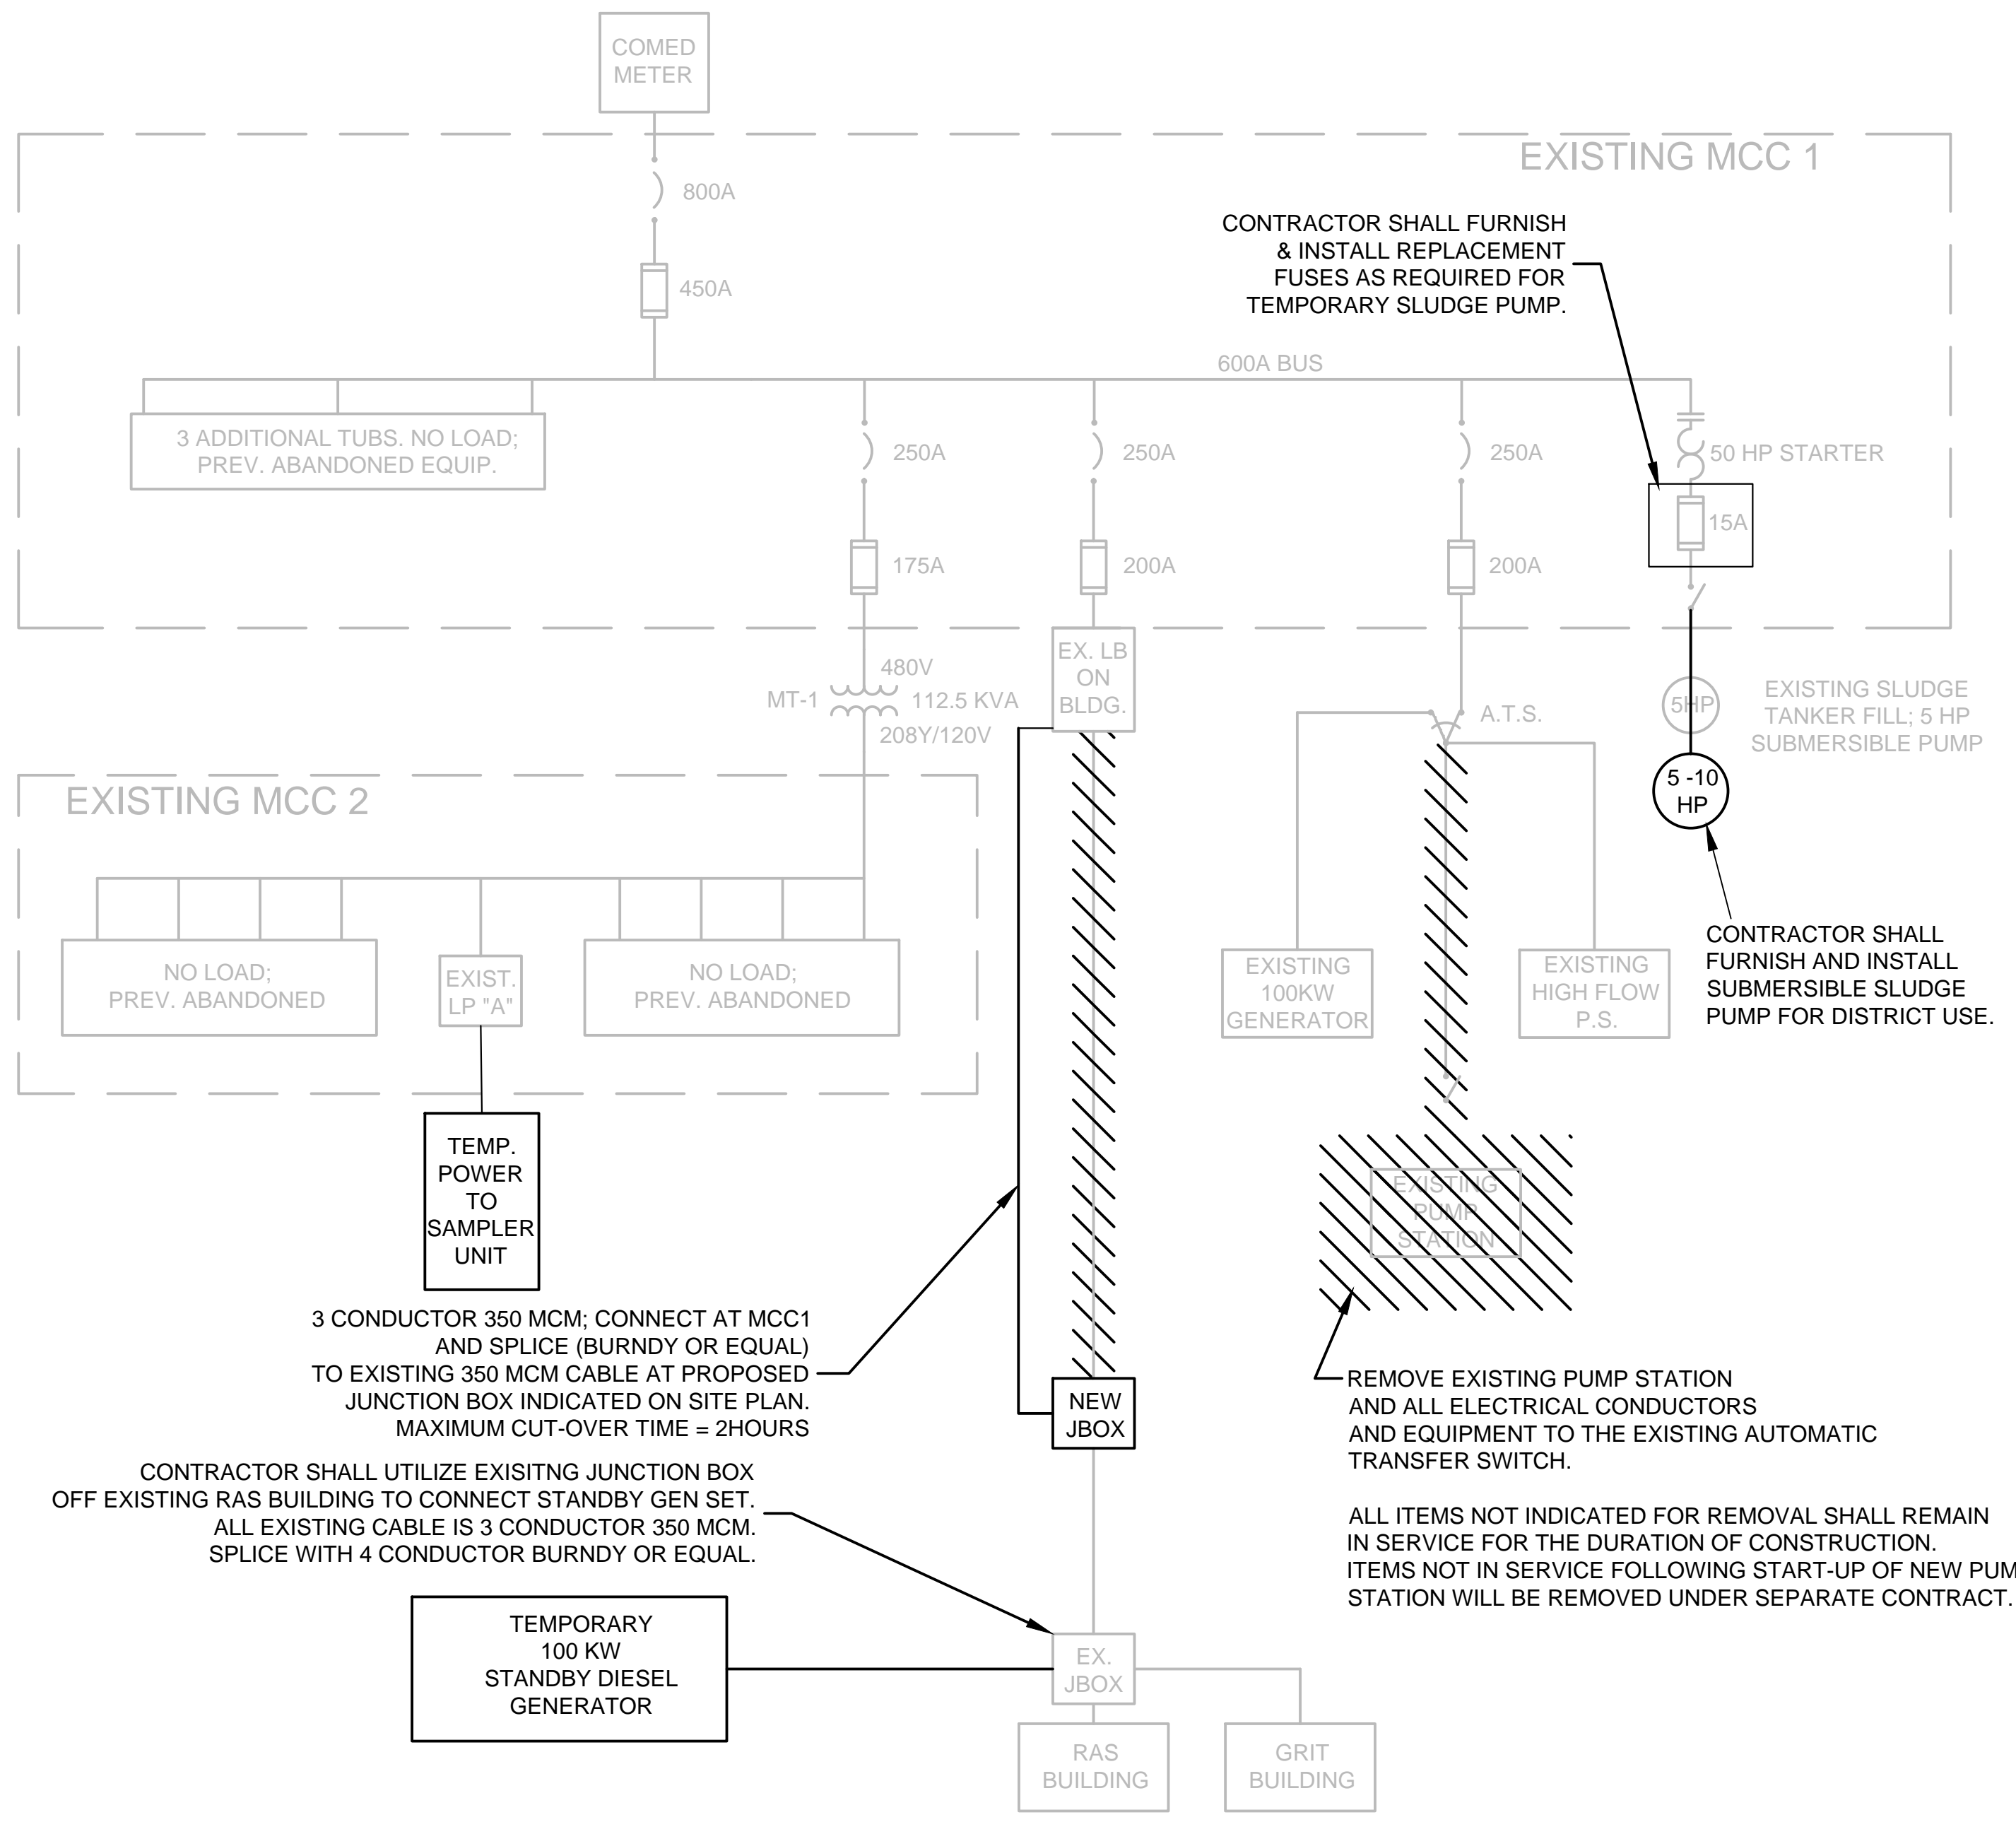 COMED
METER
EXISTING MCC 1
800A
CONTRACTOR SHALL FURNISH
& INSTALL REPLACEMENT
FUSES AS REQUIRED FOR
TEMPORARY SLUDGE PUMP.
450A
600A BUS
3 ADDITIONAL TUBS. NO LOAD;
PREV. ABANDONED EQUIP.
250A
250A
250A
50 HP STARTER
15A
175A
200A
200A
480V
MT-1
112.5 KVA
208Y/120V
EX. LB
ON
BLDG.
A.T.S.
5HP
EXISTING SLUDGE
TANKER FILL; 5 HP
SUBMERSIBLE PUMP
5 -10
HP
EXISTING MCC 2
NO LOAD;
PREV. ABANDONED
EXIST.
LP "A"
NO LOAD;
PREV. ABANDONED
EXISTING
100KW
GENERATOR
EXISTING
HIGH FLOW
P.S.
CONTRACTOR SHALL
FURNISH AND INSTALL
SUBMERSIBLE SLUDGE
PUMP FOR DISTRICT USE.
TEMP.
POWER
TO
SAMPLER
UNIT
EXISTING
PUMP
STATION
3 CONDUCTOR 350 MCM; CONNECT AT MCC1
AND SPLICE (BURNDY OR EQUAL)
TO EXISTING 350 MCM CABLE AT PROPOSED
JUNCTION BOX INDICATED ON SITE PLAN.
MAXIMUM CUT-OVER TIME = 2HOURS
NEW
JBOX
REMOVE EXISTING PUMP STATION
AND ALL ELECTRICAL CONDUCTORS
AND EQUIPMENT TO THE EXISTING AUTOMATIC
TRANSFER SWITCH.
CONTRACTOR SHALL UTILIZE EXISITNG JUNCTION BOX
OFF EXISTING RAS BUILDING TO CONNECT STANDBY GEN SET.
ALL EXISTING CABLE IS 3 CONDUCTOR 350 MCM.
SPLICE WITH 4 CONDUCTOR BURNDY OR EQUAL.
ALL ITEMS NOT INDICATED FOR REMOVAL SHALL REMAIN
IN SERVICE FOR THE DURATION OF CONSTRUCTION.
ITEMS NOT IN SERVICE FOLLOWING START-UP OF NEW PUM
STATION WILL BE REMOVED UNDER SEPARATE CONTRACT.
TEMPORARY
100 KW
STANDBY DIESEL
GENERATOR
EX.
JBOX
RAS
BUILDING
GRIT
BUILDING